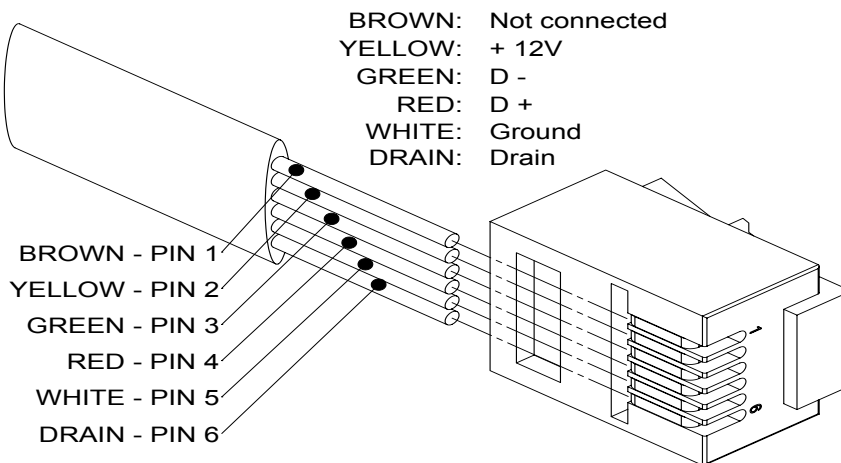 BROWN: Not connected
YELLOW: + 12V
GREEN: D -
RED: D +
WHITE: Ground
DRAIN: Drain
BROWN - PIN 1
YELLOW - PIN 2
GREEN - PIN 3
RED - PIN 4
WHITE - PIN 5
DRAIN - PIN 6
1
6